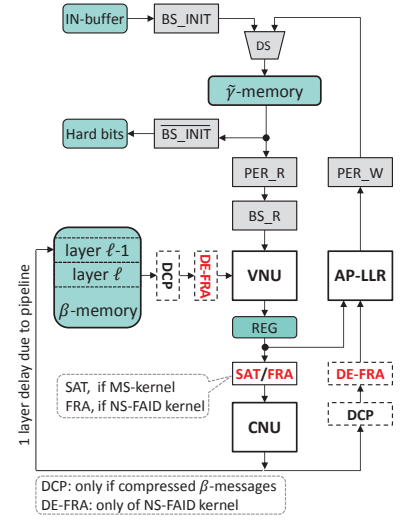 IN-buffer
BS_INIT
DS
γ̃-memory
Hard bits
BS_INIT
PER_R
PER_W
BS_R
layer ℓ-1
layer ℓ
β-memory
DCP
DE-FRA
VNU
AP-LLR
REG
1 layer delay due to pipeline
SAT, if MS-kernel
FRA, if NS-FAID kernel
SAT/FRA
DE-FRA
CNU
DCP
DCP: only if compressed β-messages
DE-FRA: only of NS-FAID kernel